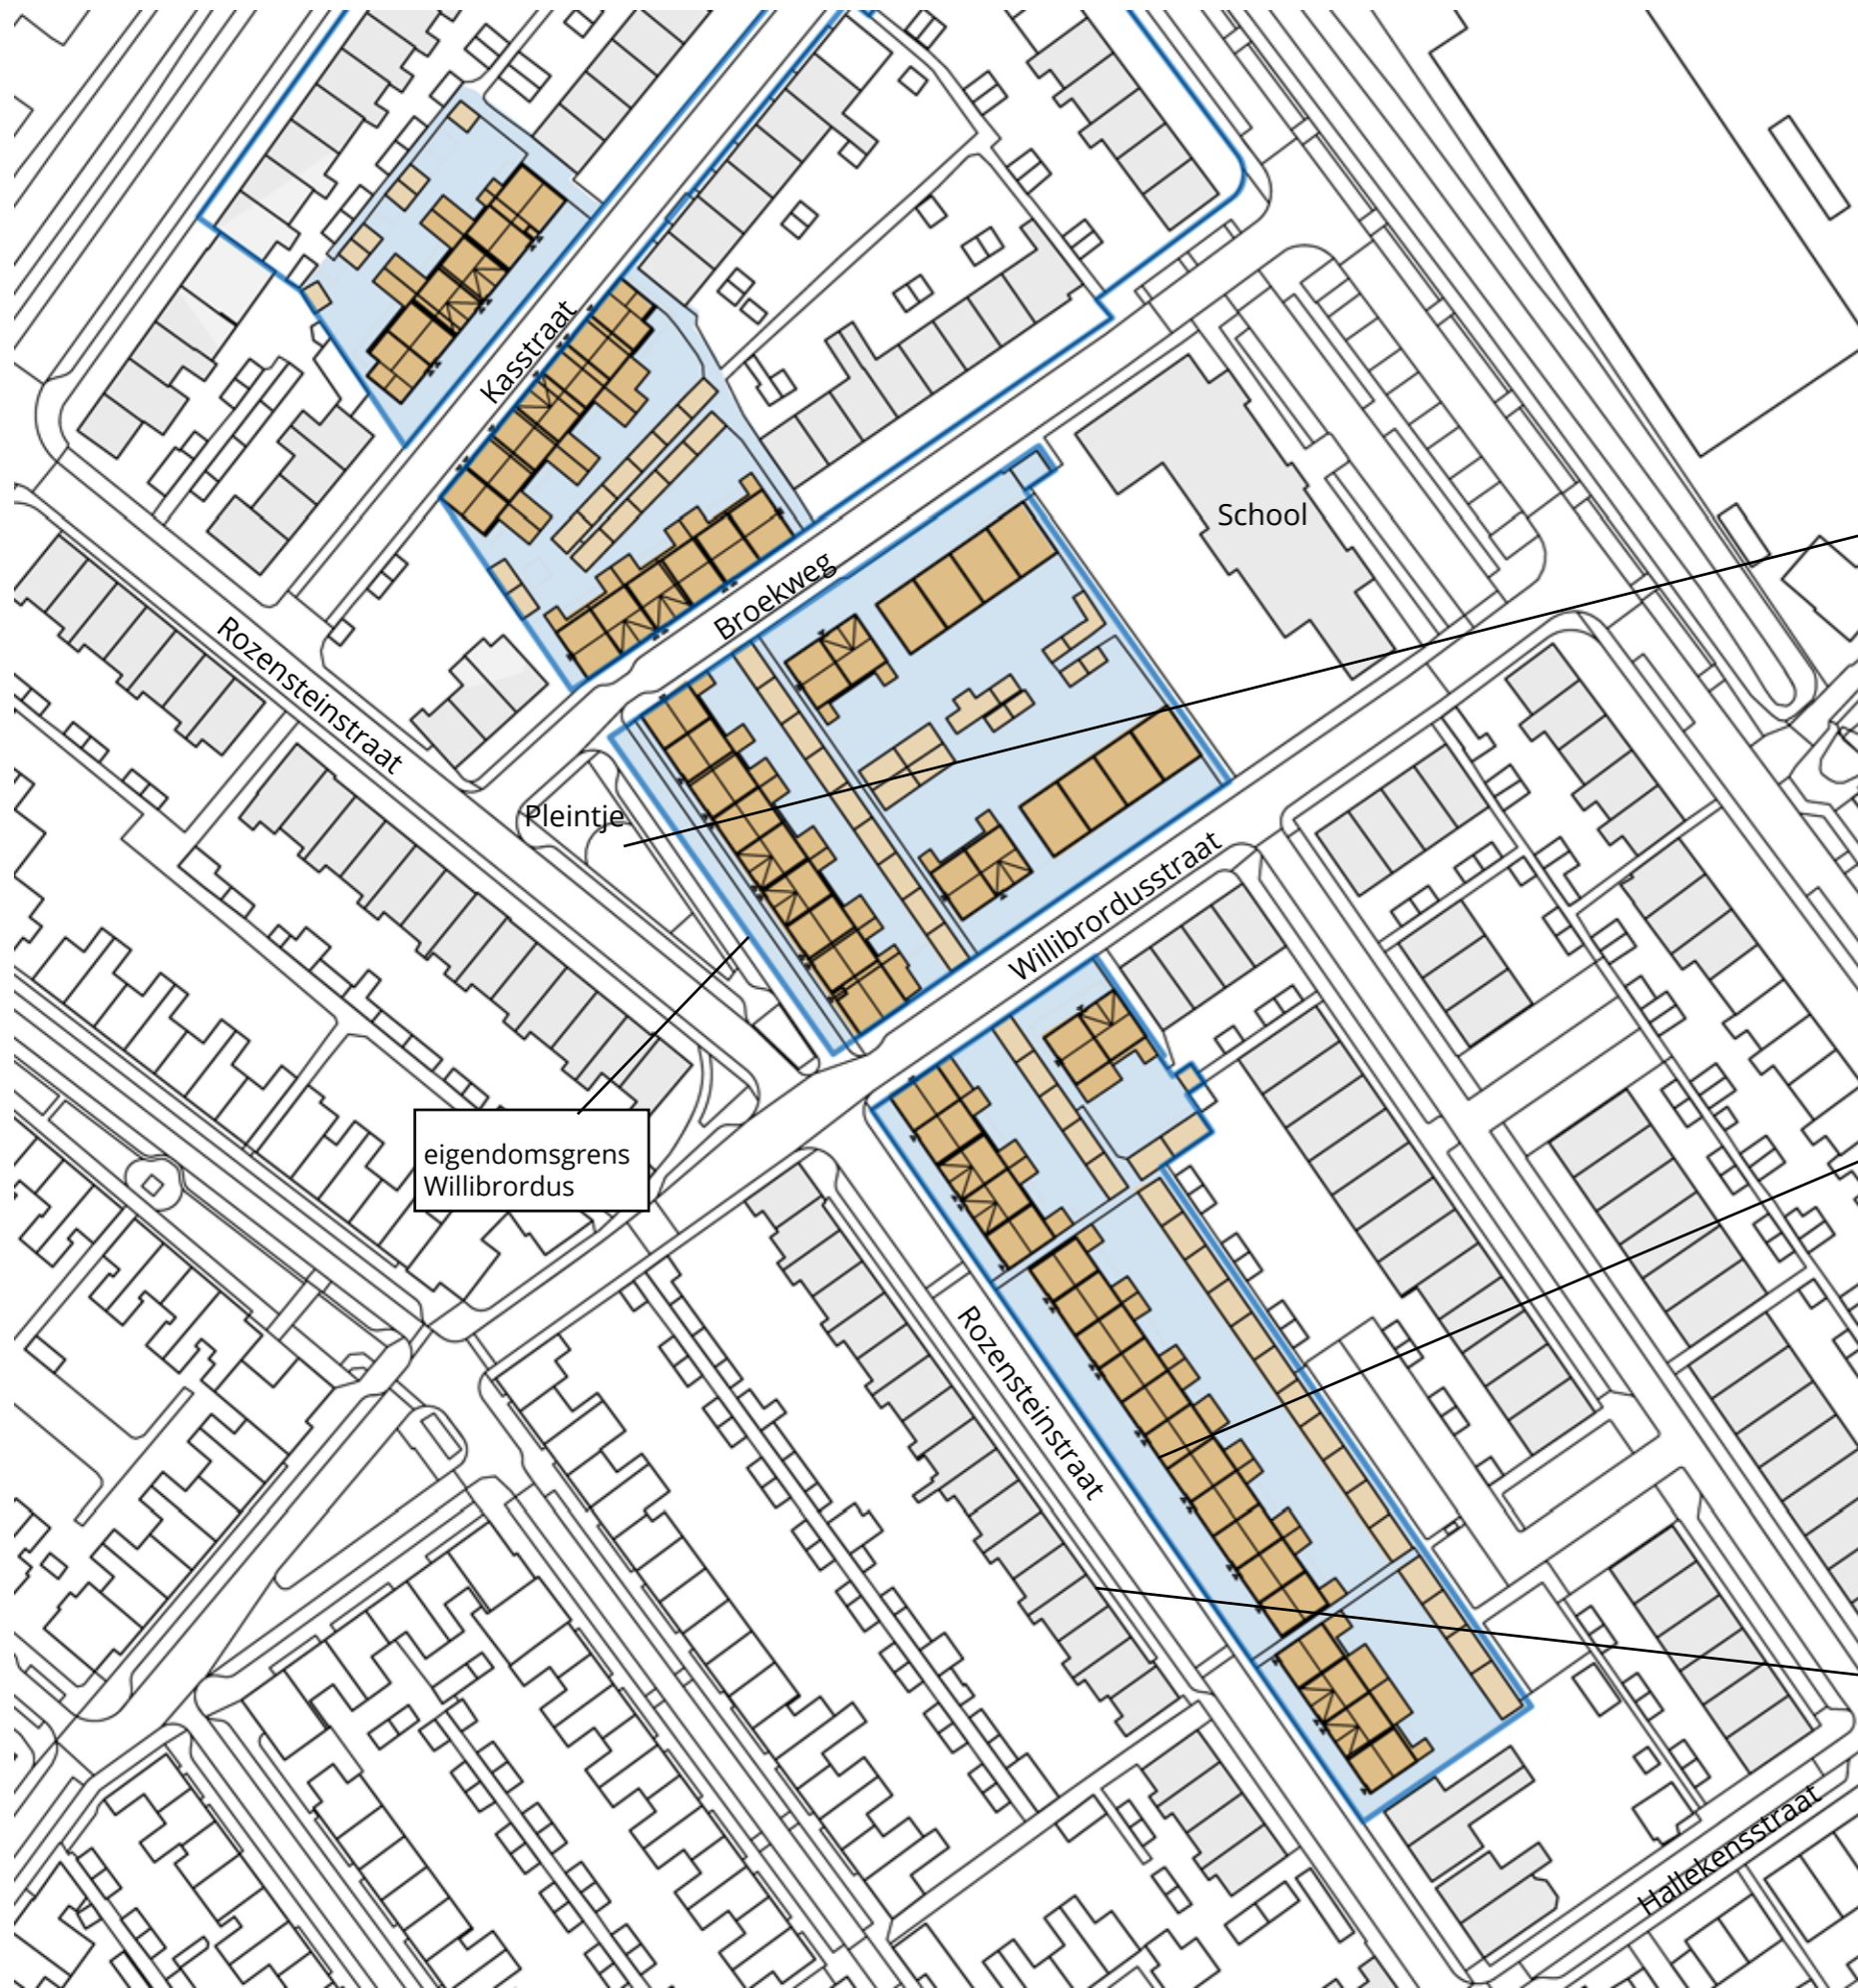 Kasstraat
School
Broekweg
Rozensteinstraat
Pleintje
Willibrordusstraat
eigendomsgrens
Willibrordus
Rozensteinstraat
Hallekensstraat